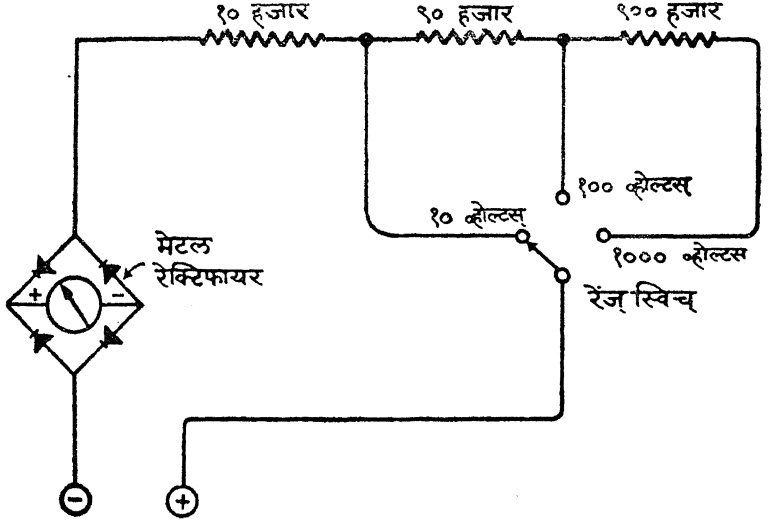 १० हजार
९० हजार
९०० हजार
१०० व्होल्टस्
१० व्होल्टस्
१००० व्होल्टस
मेटल
रेक्टिफायर
रेंज् स्विच्
+
-
-
+